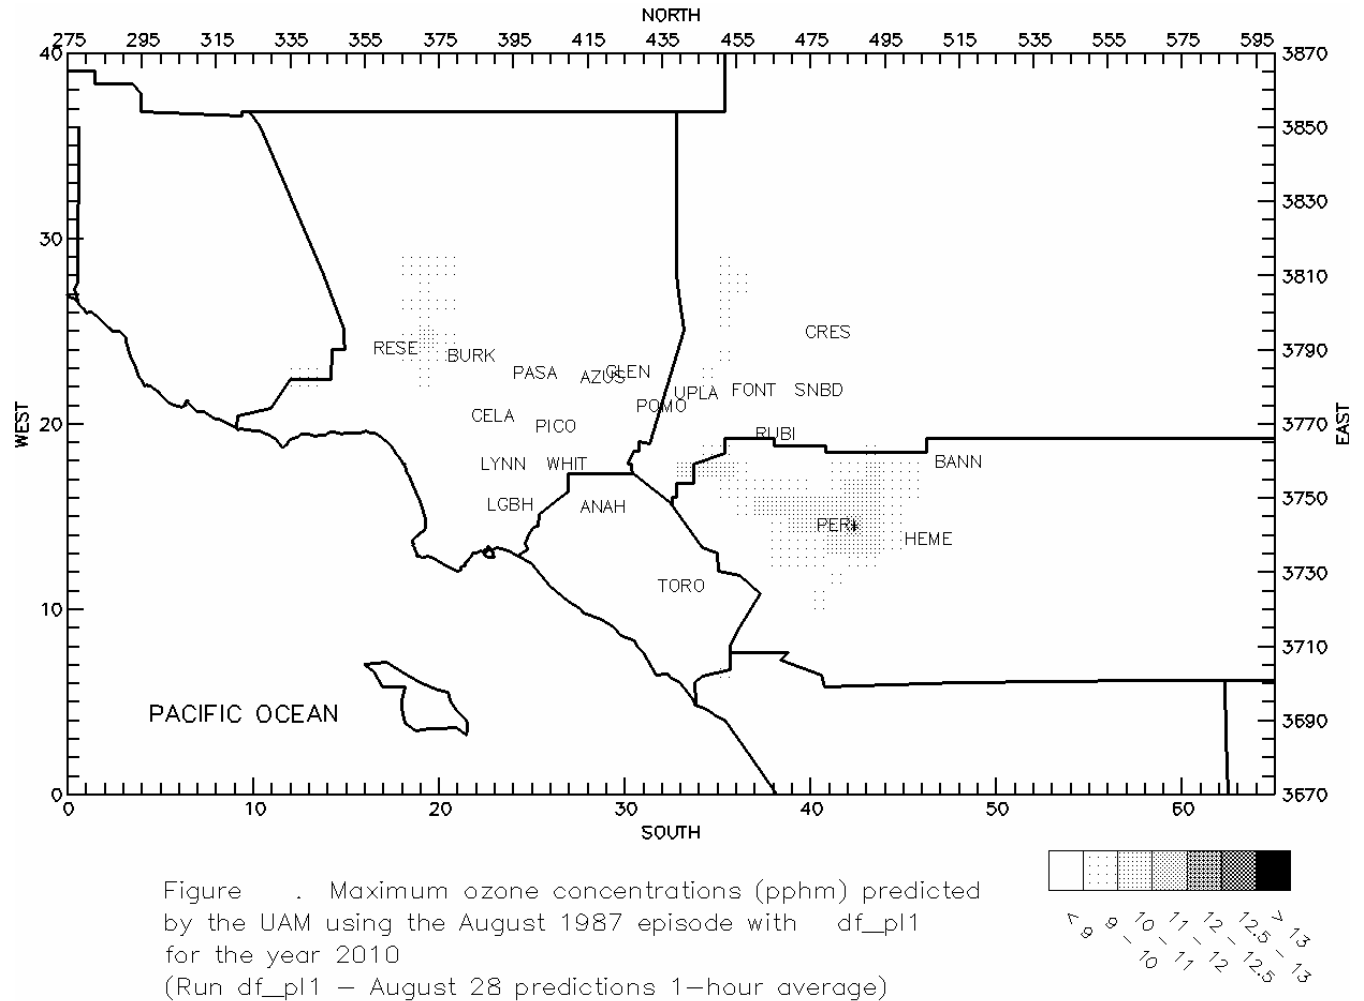 NORTH
275 295 315 335 355 375 395 415 435 455 475 495 515 535 555 575 595
40 3870
3850
3830
30 3810
CRES
RESE 3790
BURK
PASA AZUS GLEN
UPLA FONT SNBD
POMO
CELA
WEST 20 PICO RUBI 3770 EAST
LYNN WHIT BANN
LGBH ANAH 3750
PERI HEME
3730
TORO
10
3710
PACIFIC OCEAN 3690
0 3670
0 10 20 30 40 50 60
SOUTH
Figure . Maximum ozone concentrations (pphm) predicted
by the UAM using the August 1987 episode with df_pl1
for the year 2010
(Run df_pl1 – August 28 predictions 1–hour average)
< 9
9 – 10
10 – 11
11 – 12
12 – 12.5
12.5 – 13
> 13